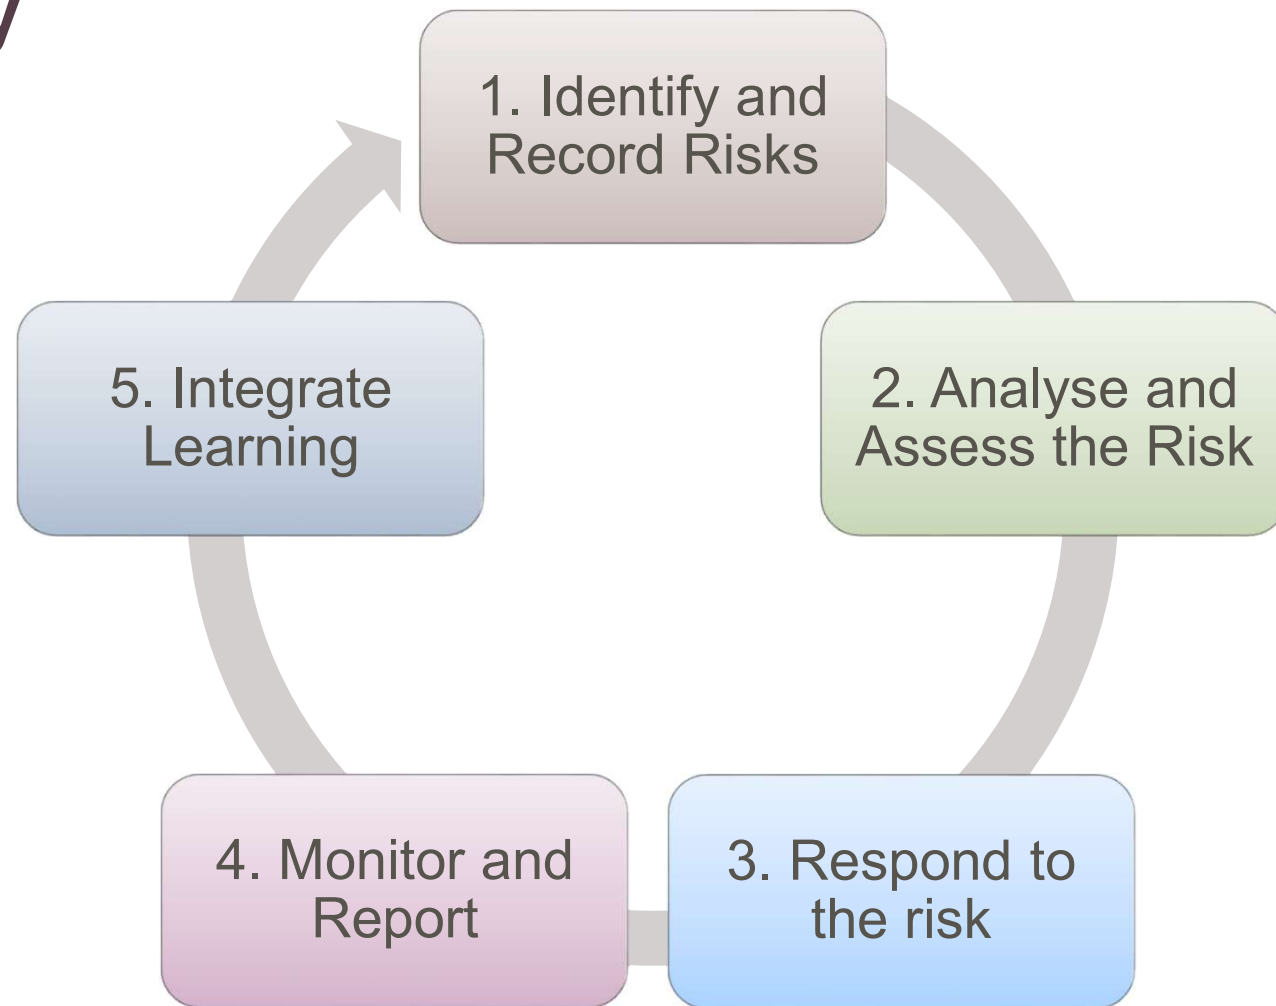 1. Identify and
Record Risks
2. Analyse and
Assess the Risk
3. Respond to
the risk
4. Monitor and
Report
5. Integrate
Learning